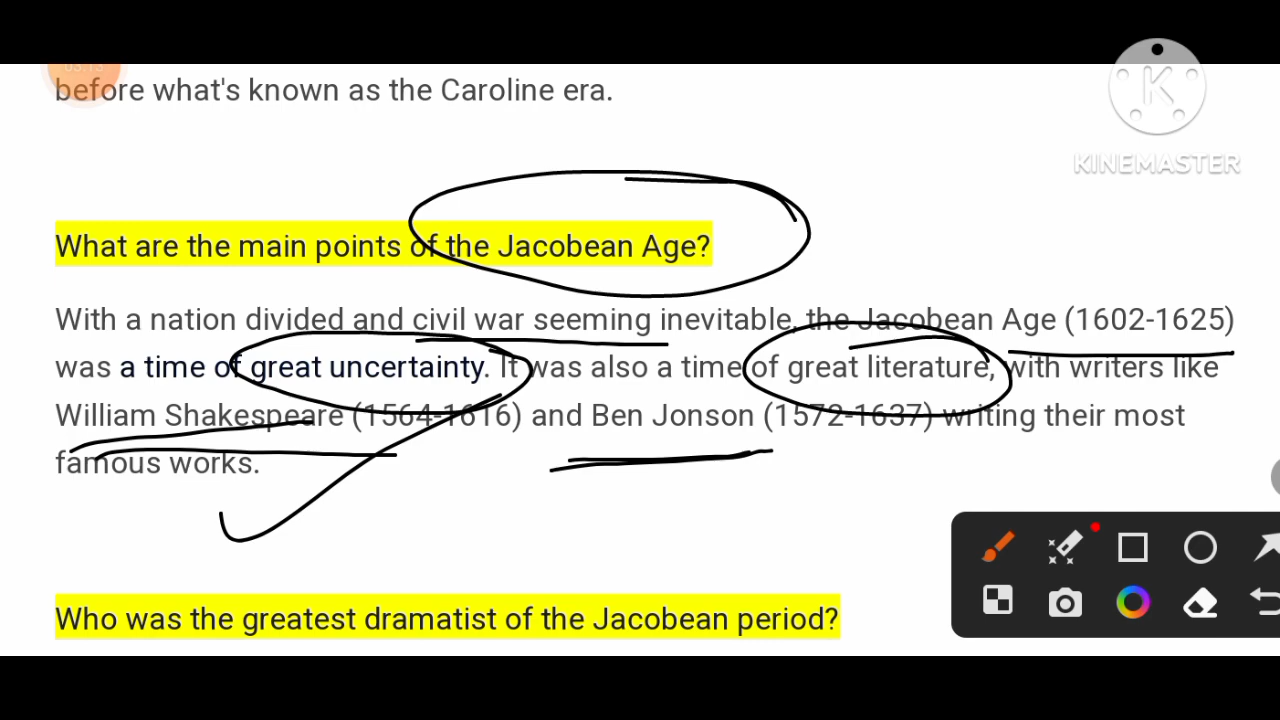 03:13
before what's known as the Caroline era.
K
KINEMASTER
What are the main points of the Jacobean Age?
With a nation divided and civil war seeming inevitable, the Jacobean Age (1602-1625)
was a time of great uncertainty. It was also a time of great literature, with writers like
William Shakespeare (1564-1616) and Ben Jonson (1572-1637) writing their most
famous works.
Who was the greatest dramatist of the Jacobean period?